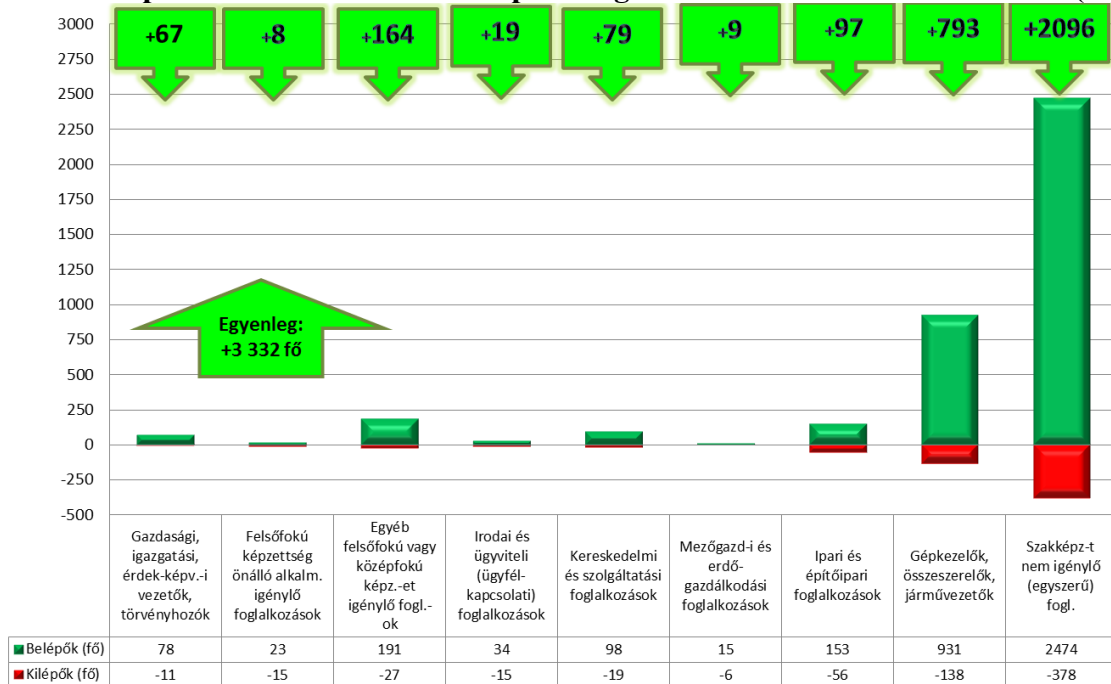 3000
+67 +8 +164 +19 +79 +9 +97 +793 +2096
2750
2500
2250
2000
1750
1500
1250
1000
Egyenleg:
+3 332 fő
750
500
250
0
-250
-500
Gazdasági,
igazgatási,
érdek-képv.-i
vezetők,
törvényhozók
Felsőfokú
képzettség
önálló alkalm.
igénylő
foglalkozások
Egyéb
felsőfokú vagy
középfokú
képz.-et
igénylő fogl.-
ok
Irodai és
ügyviteli
(ügyfél-
kapcsolati)
foglalkozások
Kereskedelmi
és szolgáltatási
foglalkozások
Mezőgazd-i és
erdő-
gazdálkodási
foglalkozások
Ipari és
építőipari
foglalkozások
Gépkezelők,
összeszerelők,
járművezetők
Szakképz-t
nem igénylő
(egyszerű)
fogl.
Belépők (fő) 78 23 191 34 98 15 153 931 2474
Kilépők (fő) -11 -15 -27 -15 -19 -6 -56 -138 -378